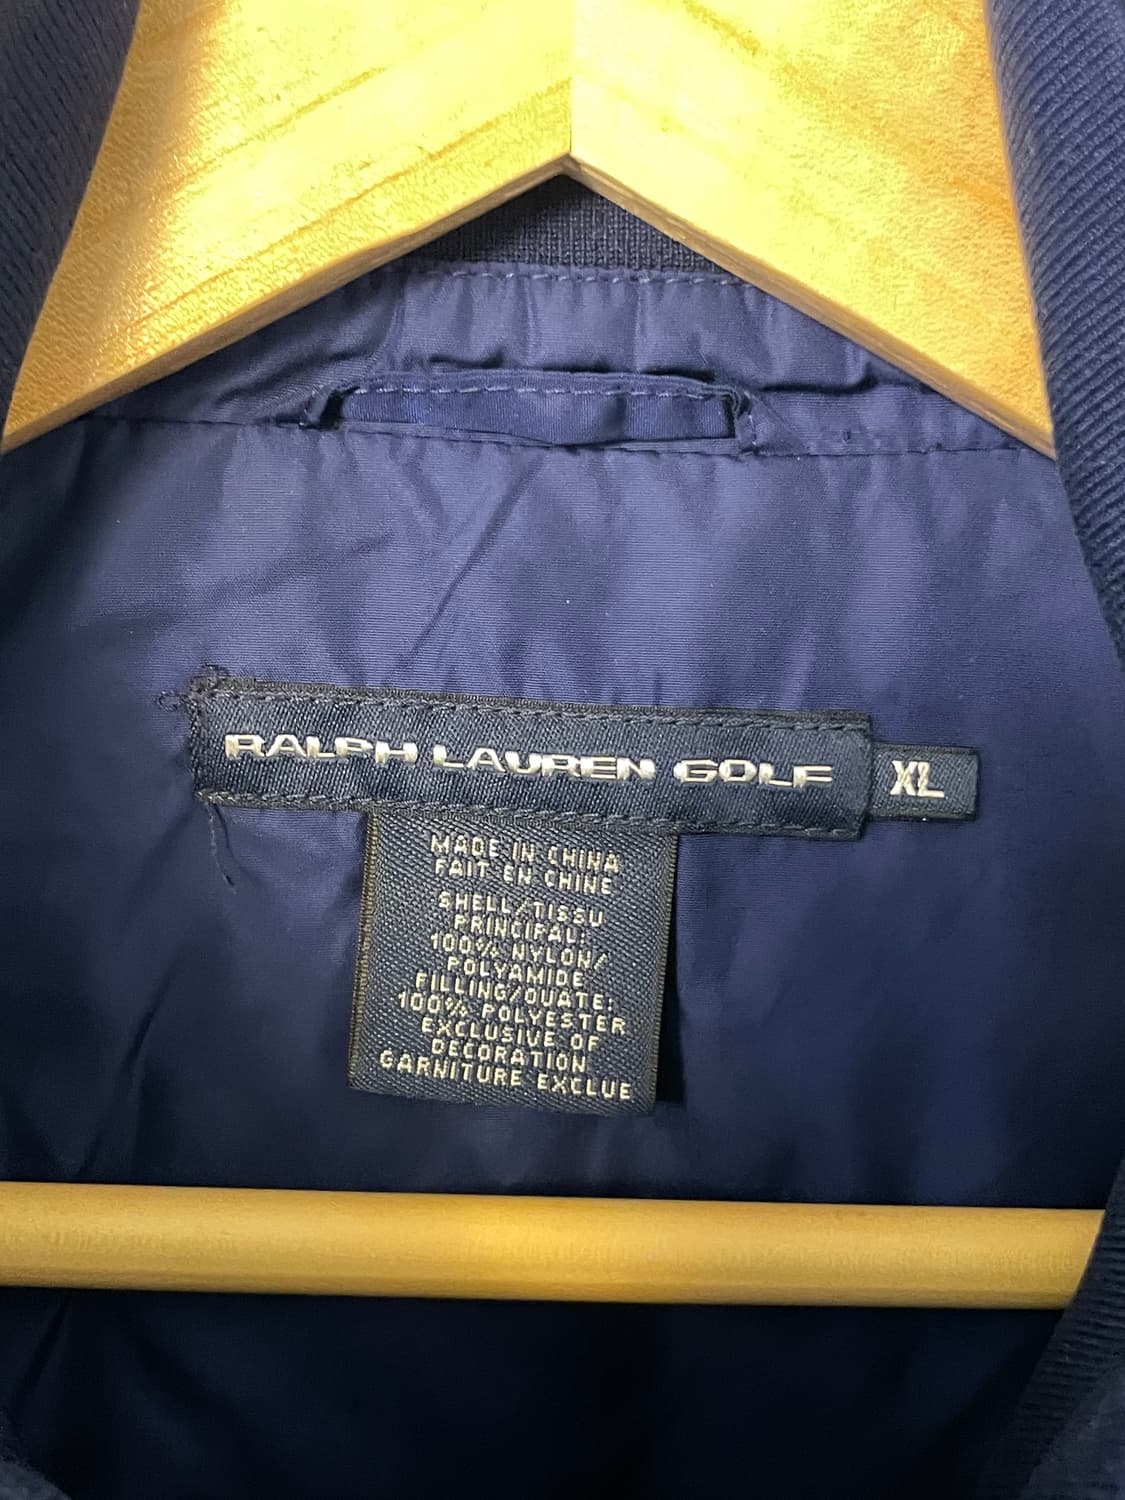 RALPH LAUREN GOLF
XL
MADE IN CHINA
FAIT EN CHINE
SHELL/TISSU
PRINCIPAL:
100% NYLON/
POLYAMIDE
FILLING/OUATE:
100% POLYESTER
EXCLUSIVE OF
DECORATION
GARNITURE EXCLUE